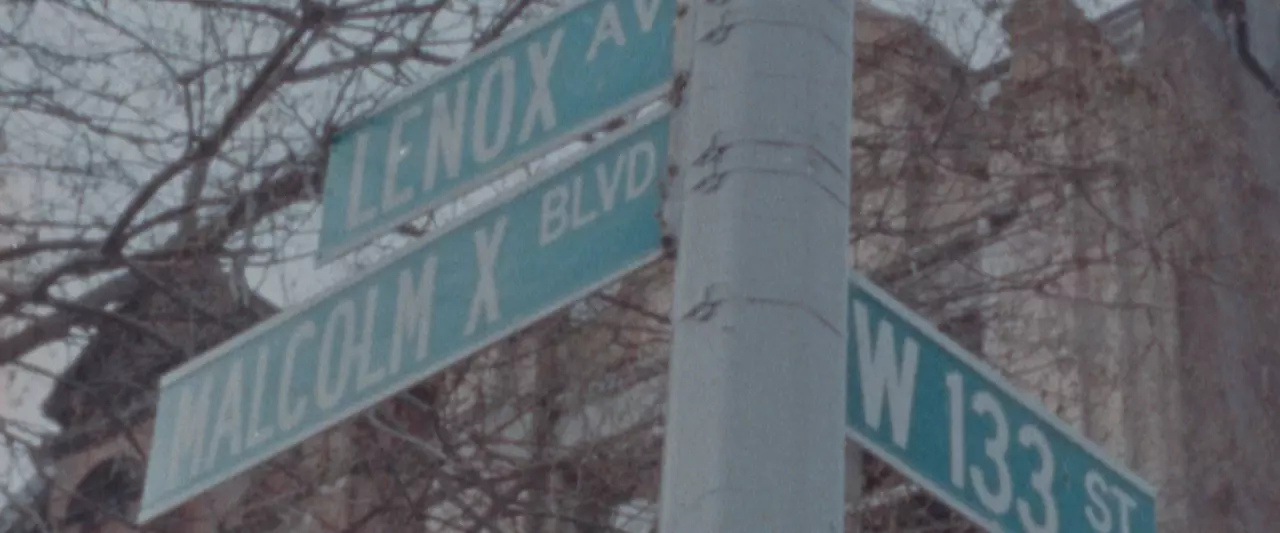 LENOX AV
MALCOLM X BLVD
W 133 ST